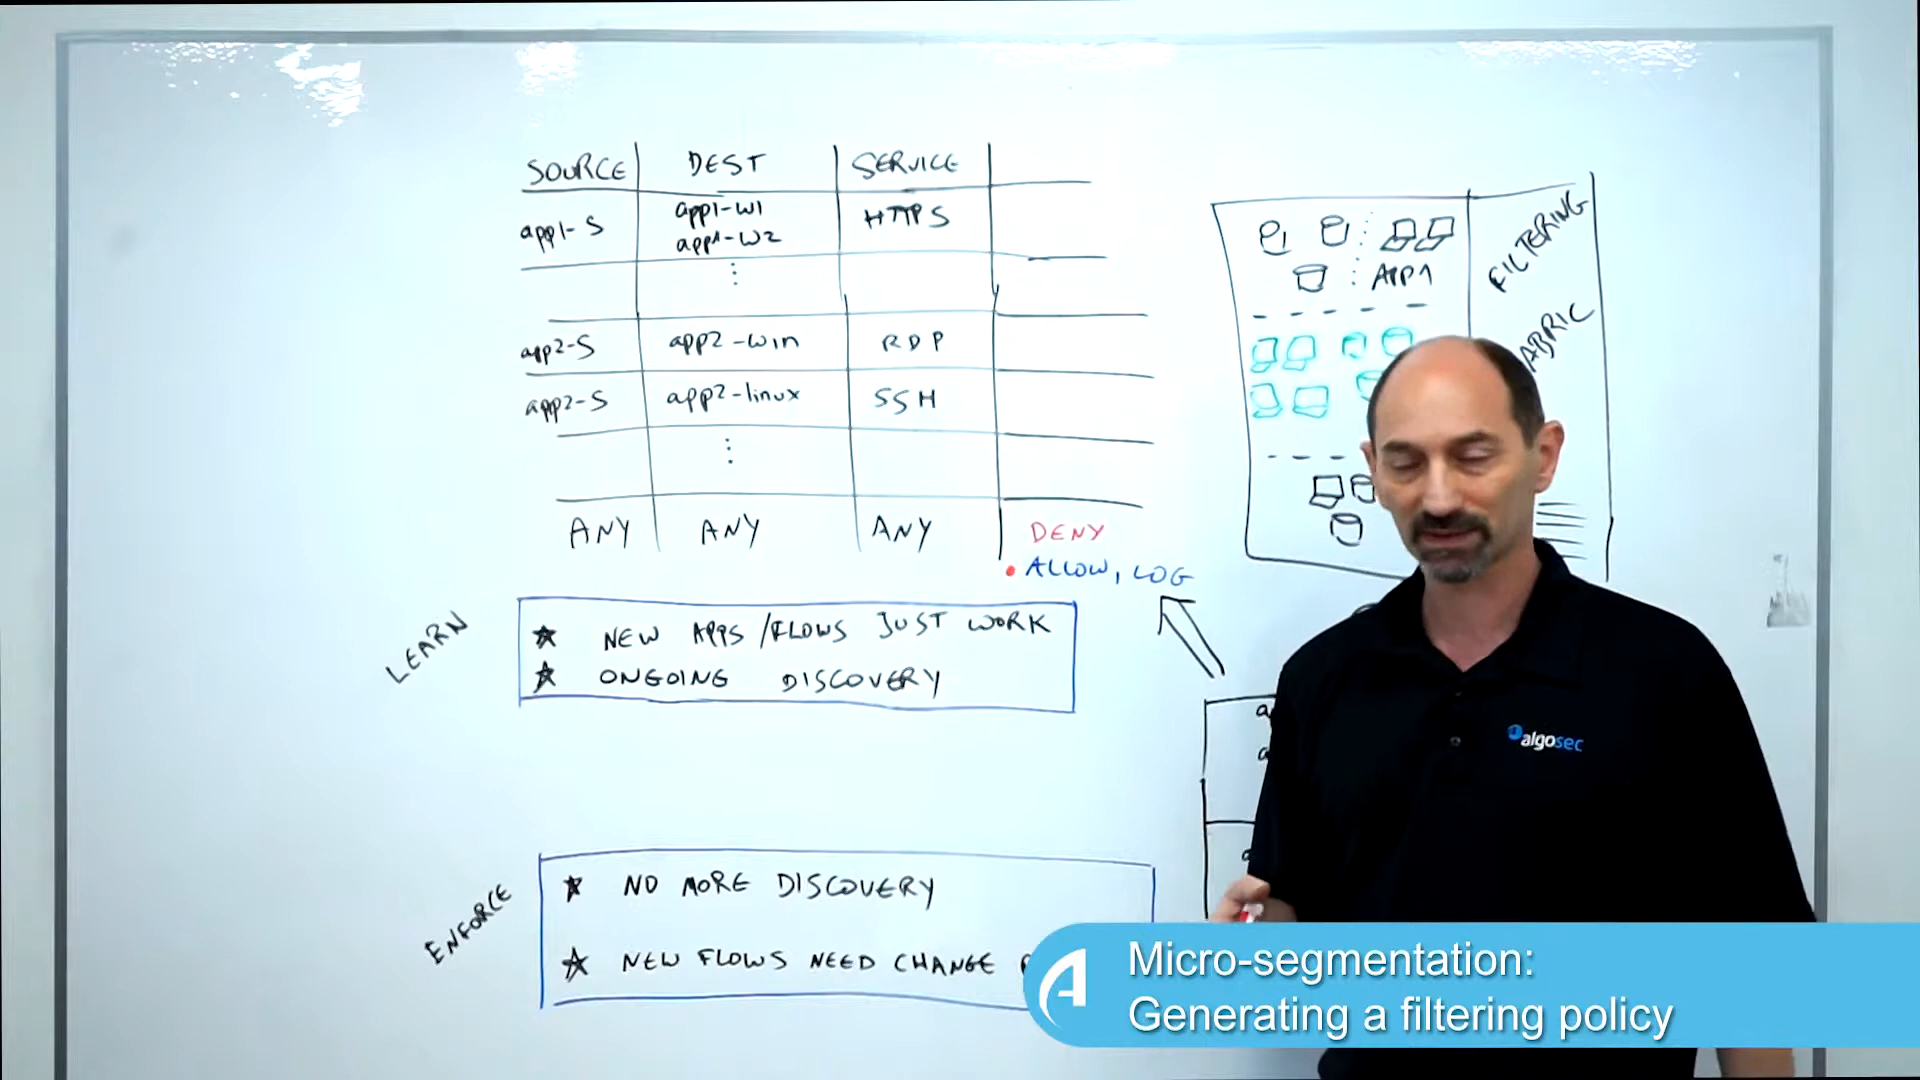 SOURCE DEST SERVICE
app1-S app1-W1 HTTPS
app1-W2
app2-S app2-win RDP
app2-S app2-linux SSH
ANY ANY ANY DENY
ALLOW, LOG
LEARN
NEW APPS/FLOWS JUST WORK
ONGOING DISCOVERY
ENFORCE
NO MORE DISCOVERY
NEW FLOWS NEED CHANGE
APP1
FILTERING
algosec
Micro-segmentation:
Generating a filtering policy